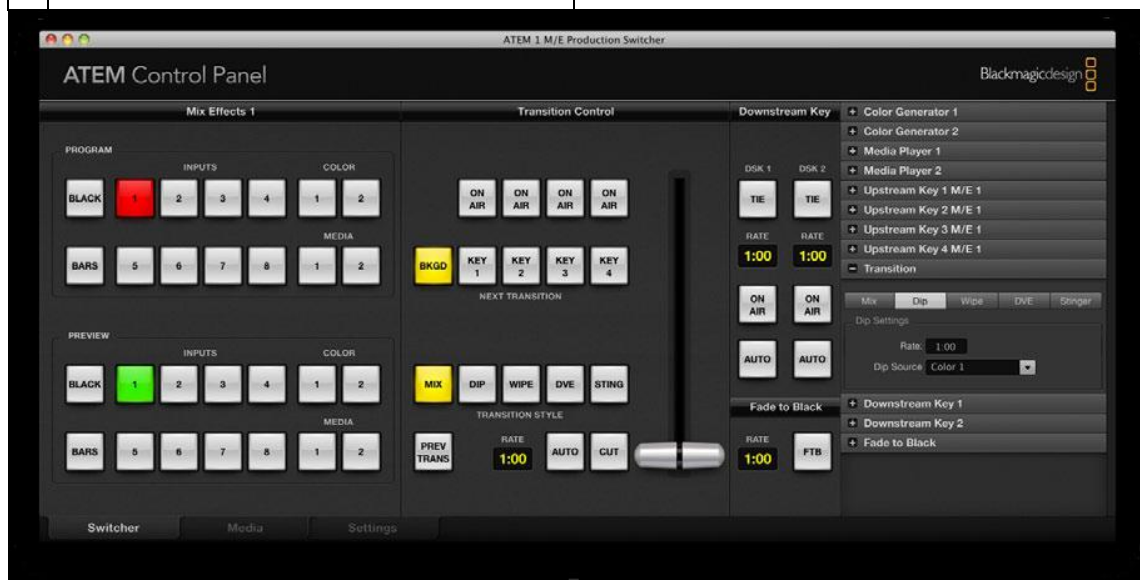 ATEM 1 M/E Production Switcher
ATEM Control Panel
Blackmagicdesign
Mix Effects 1
PROGRAM
INPUTS COLOR
BLACK 1 2 3 4 1 2
MEDIA
BARS 5 6 7 8 1 2
PREVIEW
INPUTS COLOR
BLACK 1 2 3 4 1 2
MEDIA
BARS 5 6 7 8 1 2
Transition Control
ON AIR ON AIR ON AIR ON AIR
BKGD KEY 1 KEY 2 KEY 3 KEY 4
NEXT TRANSITION
MIX DIP WIPE DVE STING
TRANSITION STYLE
PREV TRANS RATE 1:00 AUTO CUT
Downstream Key
DSK 1 DSK 2
TIE TIE
RATE RATE
1:00 1:00
ON AIR ON AIR
AUTO AUTO
Fade to Black
RATE
1:00 FTB
Color Generator 1
Color Generator 2
Media Player 1
Media Player 2
Upstream Key 1 M/E 1
Upstream Key 2 M/E 1
Upstream Key 3 M/E 1
Upstream Key 4 M/E 1
Transition
Mix Dip Wipe DVE Stinger
Dip Settings
Rate: 1:00
Dip Source Color 1
Downstream Key 1
Downstream Key 2
Fade to Black
Switcher Media Settings